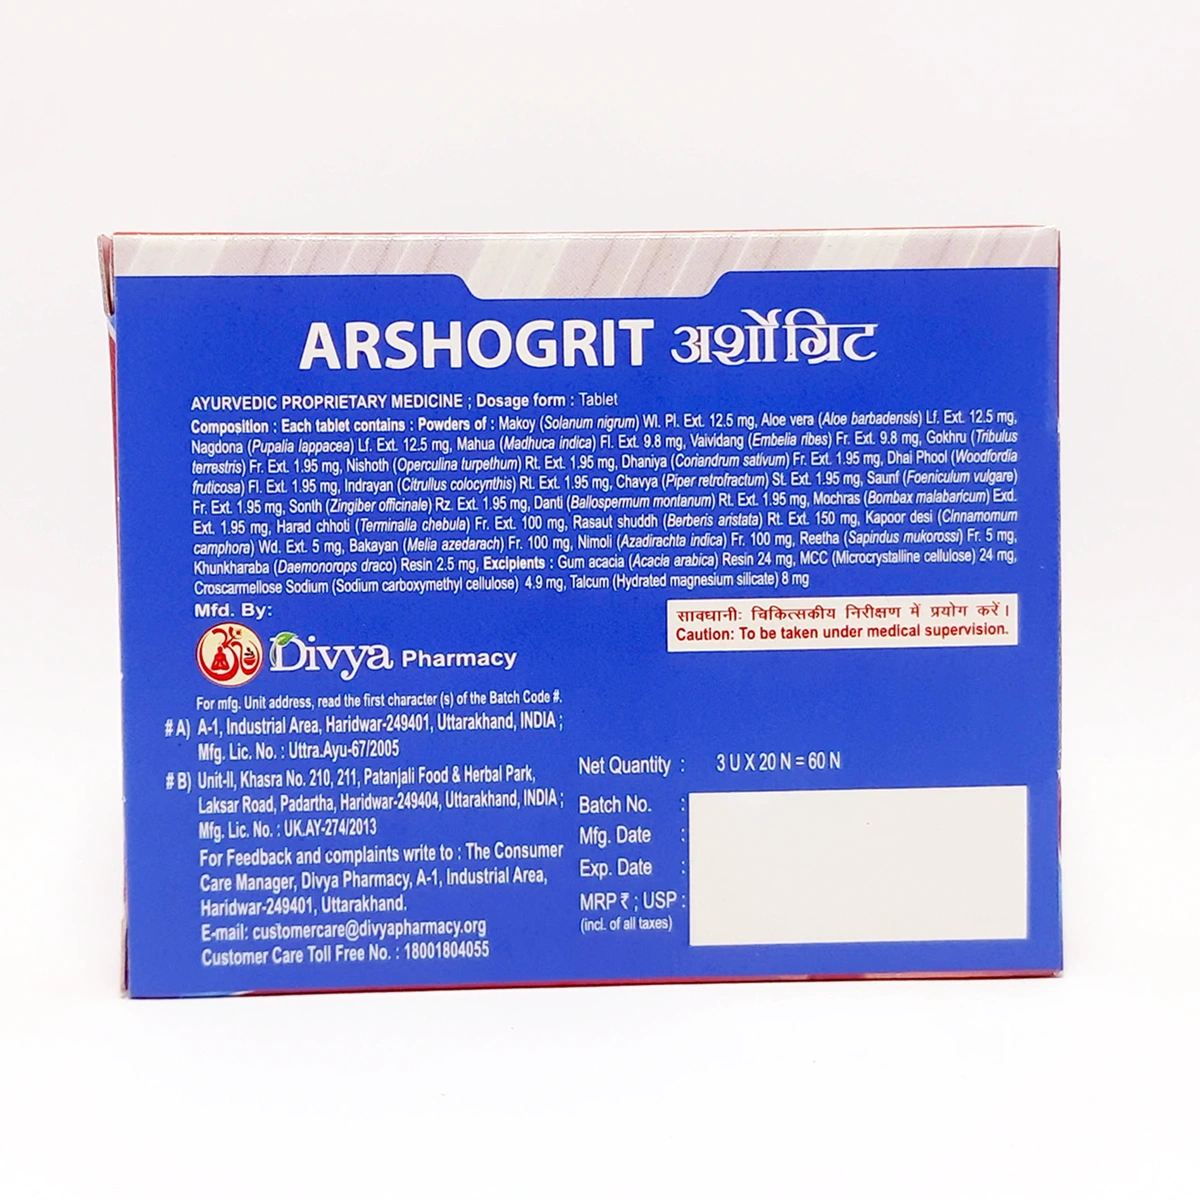 ARSHOGRIT अर्शोग्रिट
AYURVEDIC PROPRIETARY MEDICINE ; Dosage form : Tablet
Composition : Each tablet contains : Powders of : Makoy (Solanum nigrum) Wl. Pl. Ext. 12.5 mg, Aloe vera (Aloe barbadensis) Lf. Ext. 12.5 mg,
Nagdona (Pupalia lappacea) Lf. Ext. 12.5 mg, Mahua (Madhuca indica) Fl. Ext. 9.8 mg, Vaividang (Embelia ribes) Fr. Ext. 9.8 mg, Gokhru (Tribulus
terrestris) Fr. Ext. 1.95 mg, Nishoth (Operculina turpethum) Rt. Ext. 1.95 mg, Dhaniya (Coriandrum sativum) Fr. Ext. 1.95 mg, Dhai Phool (Woodfordia
fruticosa) Fl. Ext. 1.95 mg, Indrayan (Citrullus colocynthis) Rt. Ext. 1.95 mg, Chavya (Piper retrofractum) St. Ext. 1.95 mg, Saunf (Foeniculum vulgare)
Fr. Ext. 1.95 mg, Sonth (Zingiber officinale) Rz. Ext. 1.95 mg, Danti (Baliospermum montanum) Rt. Ext. 1.95 mg, Mochras (Bombax malabaricum) Exd.
Ext. 1.95 mg, Harad chhoti (Terminalia chebula) Fr. Ext. 100 mg, Rasaut shuddh (Berberis aristata) Rt. Ext. 150 mg, Kapoor desi (Cinnamomum
camphora) Wd. Ext. 5 mg, Bakayan (Melia azedarach) Fr. 100 mg, Nimoli (Azadirachta indica) Fr. 100 mg, Reetha (Sapindus mukorossi) Fr. 5 mg,
Khunkharaba (Daemonorops draco) Resin 2.5 mg, Excipients : Gum acacia (Acacia arabica) Resin 24 mg, MCC (Microcrystalline cellulose) 24 mg,
Croscarmellose Sodium (Sodium carboxymethyl cellulose) 4.9 mg, Talcum (Hydrated magnesium silicate) 8 mg
Mfd. By:
Divya Pharmacy
सावधानी: चिकित्सकीय निरीक्षण में प्रयोग करें।
Caution: To be taken under medical supervision.
For mfg. Unit address, read the first character (s) of the Batch Code #.
# A) A-1, Industrial Area, Haridwar-249401, Uttarakhand, INDIA ;
Mfg. Lic. No. : Uttra.Ayu-67/2005
# B) Unit-II, Khasra No. 210, 211, Patanjali Food & Herbal Park,
Laksar Road, Padartha, Haridwar-249404, Uttarakhand, INDIA ;
Mfg. Lic. No. : UK.AY-274/2013
For Feedback and complaints write to : The Consumer
Care Manager, Divya Pharmacy, A-1, Industrial Area,
Haridwar-249401, Uttarakhand.
E-mail: customercare@divyapharmacy.org
Customer Care Toll Free No. : 18001804055
Net Quantity : 3 U X 20 N = 60 N
Batch No. :
Mfg. Date :
Exp. Date :
MRP ₹ ; USP :
(incl. of all taxes)